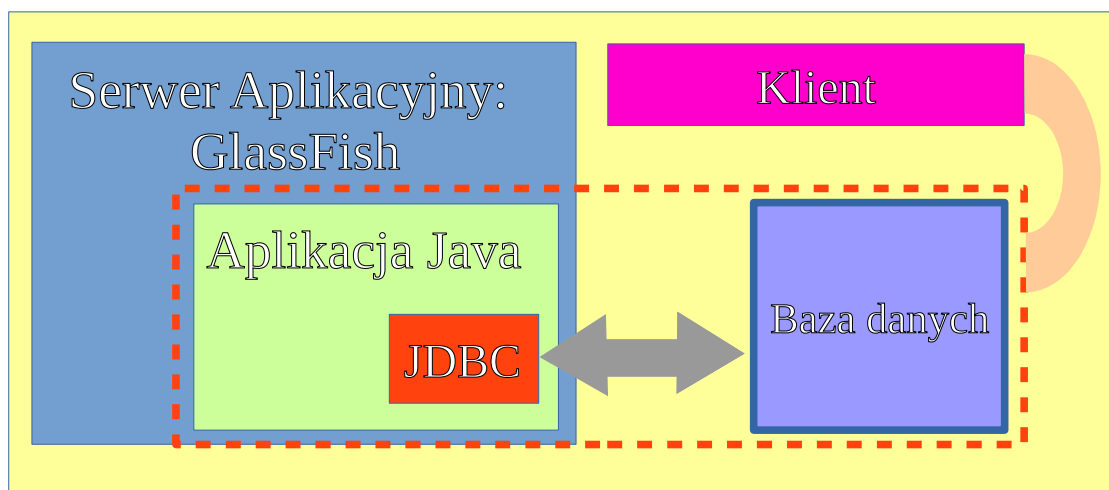 Serwer Aplikacyjny:
GlassFish
Klient
Aplikacja Java
JDBC
Baza danych